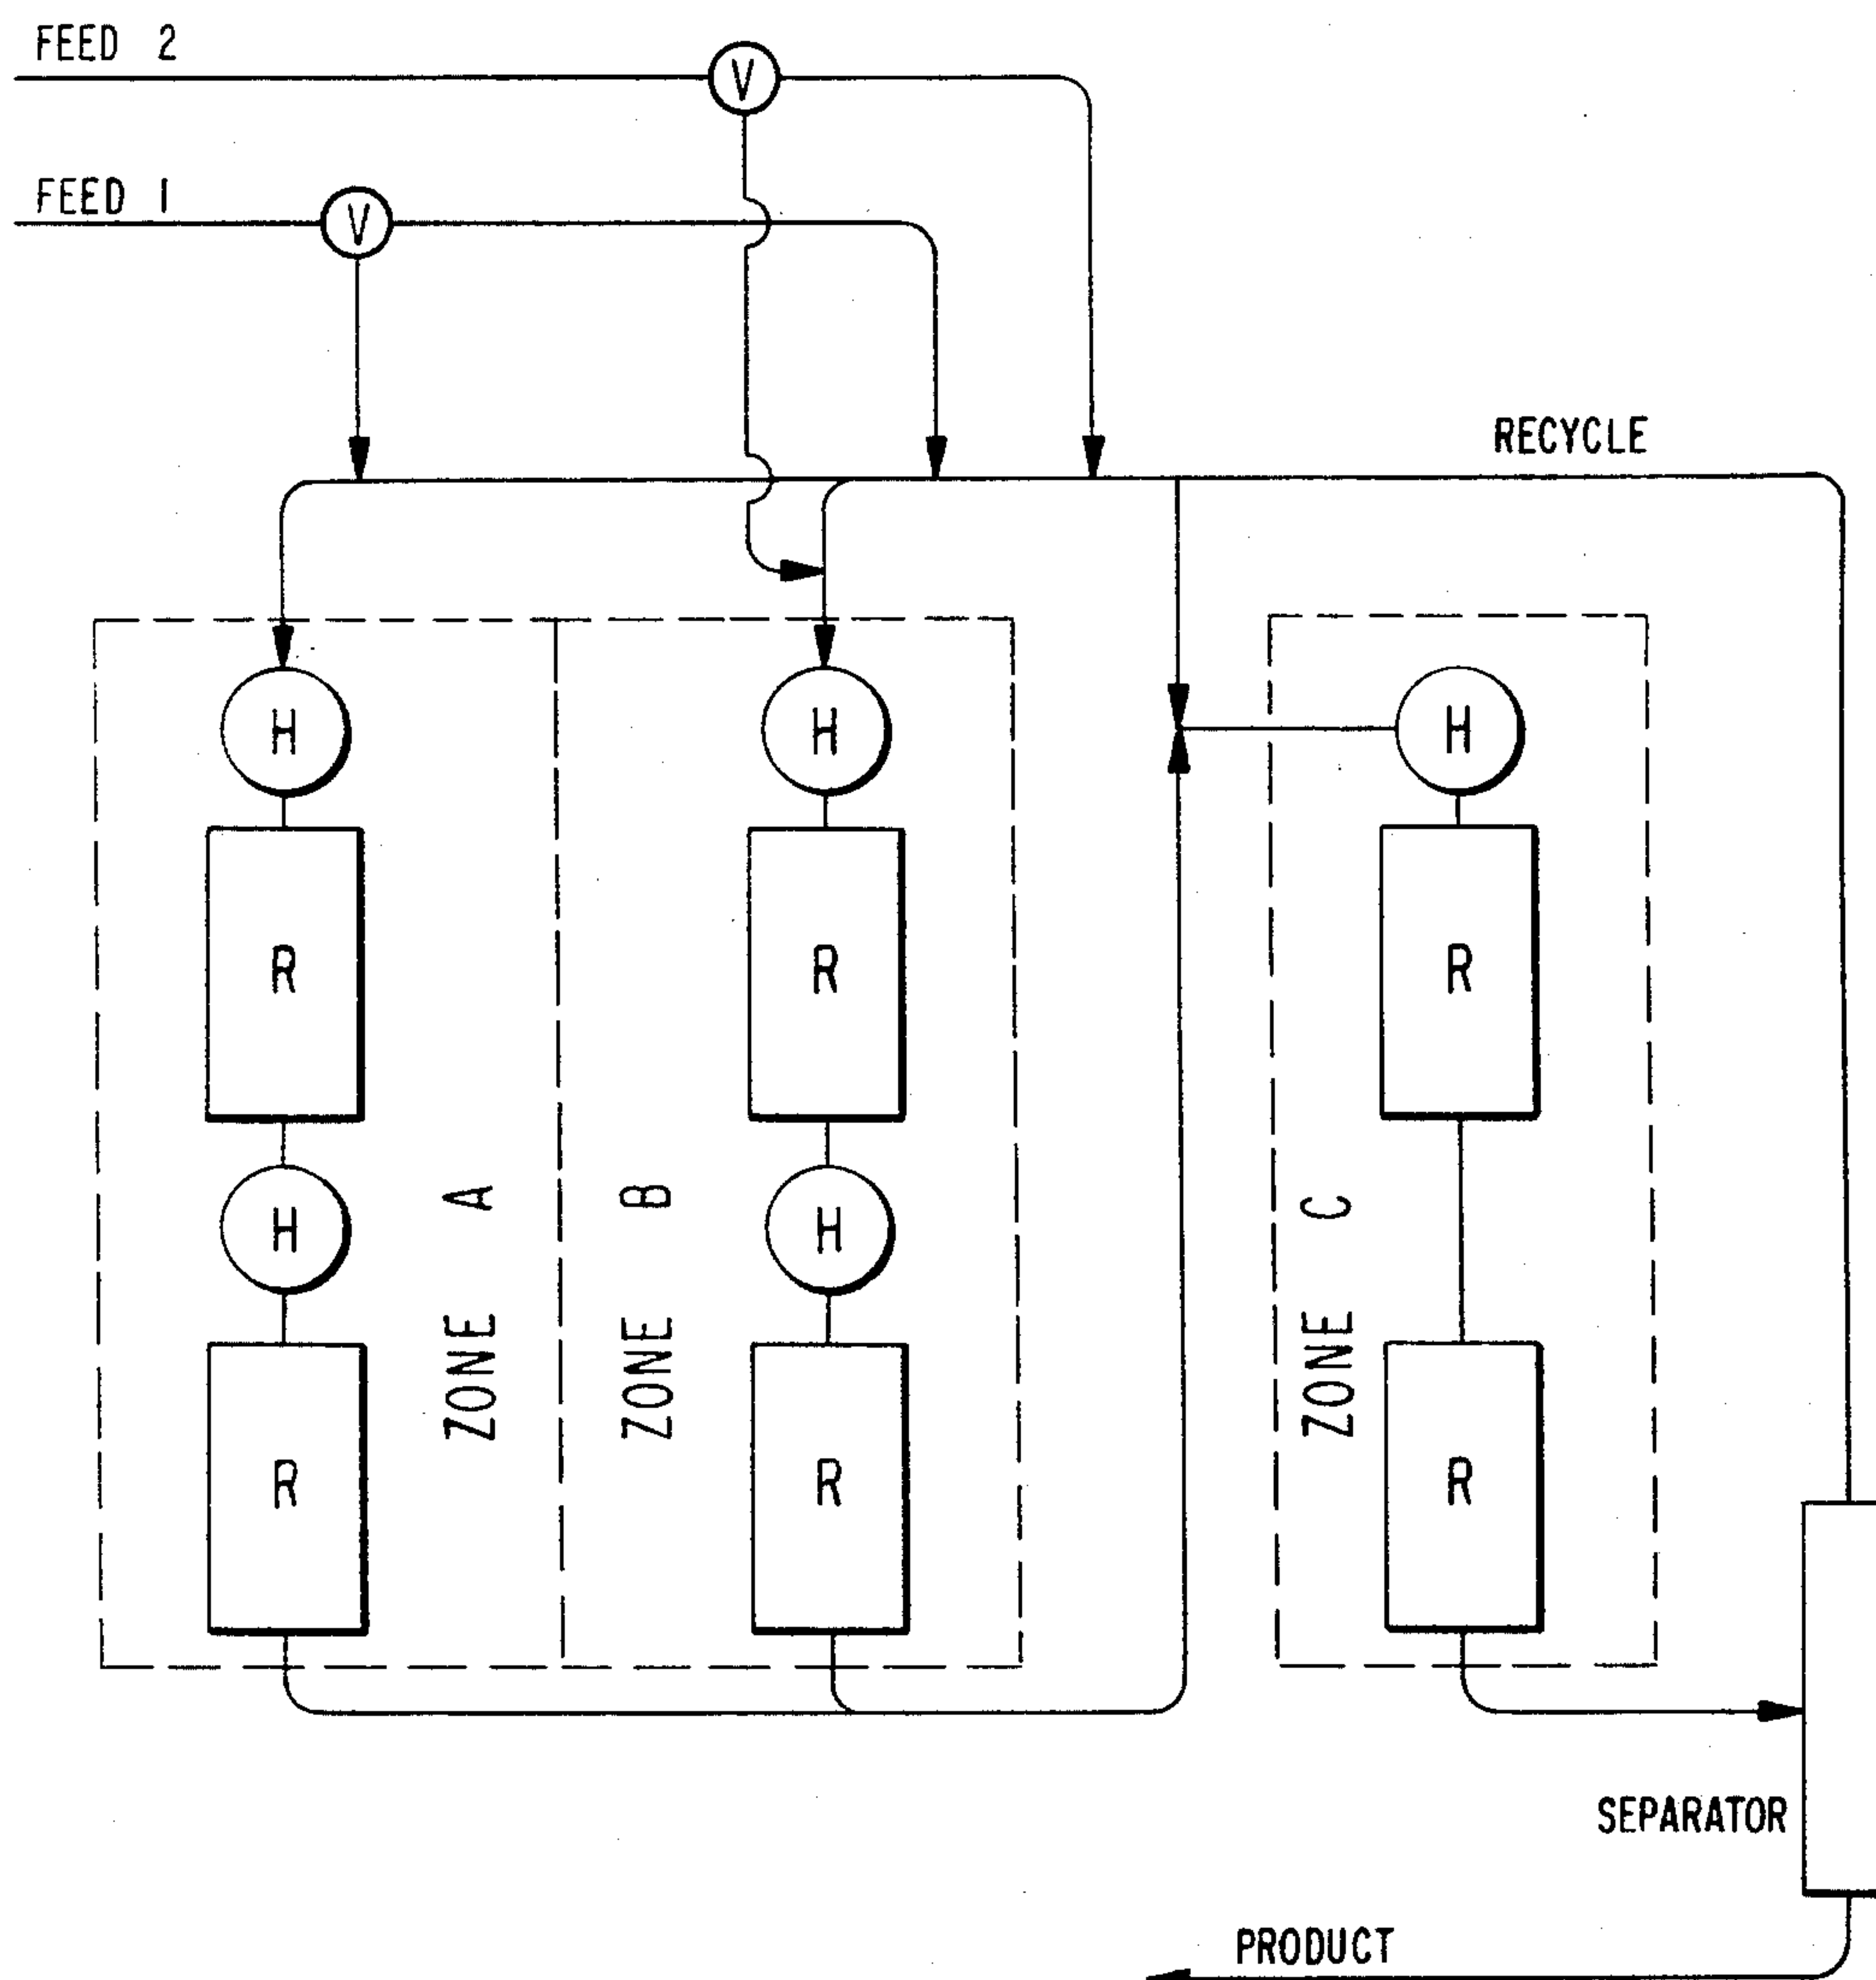 FEED 2
V
FEED 1
V
RECYCLE
H
H
H
R
R
R
H
H
ZONE A
ZONE B
ZONE C
R
R
R
SEPARATOR
PRODUCT